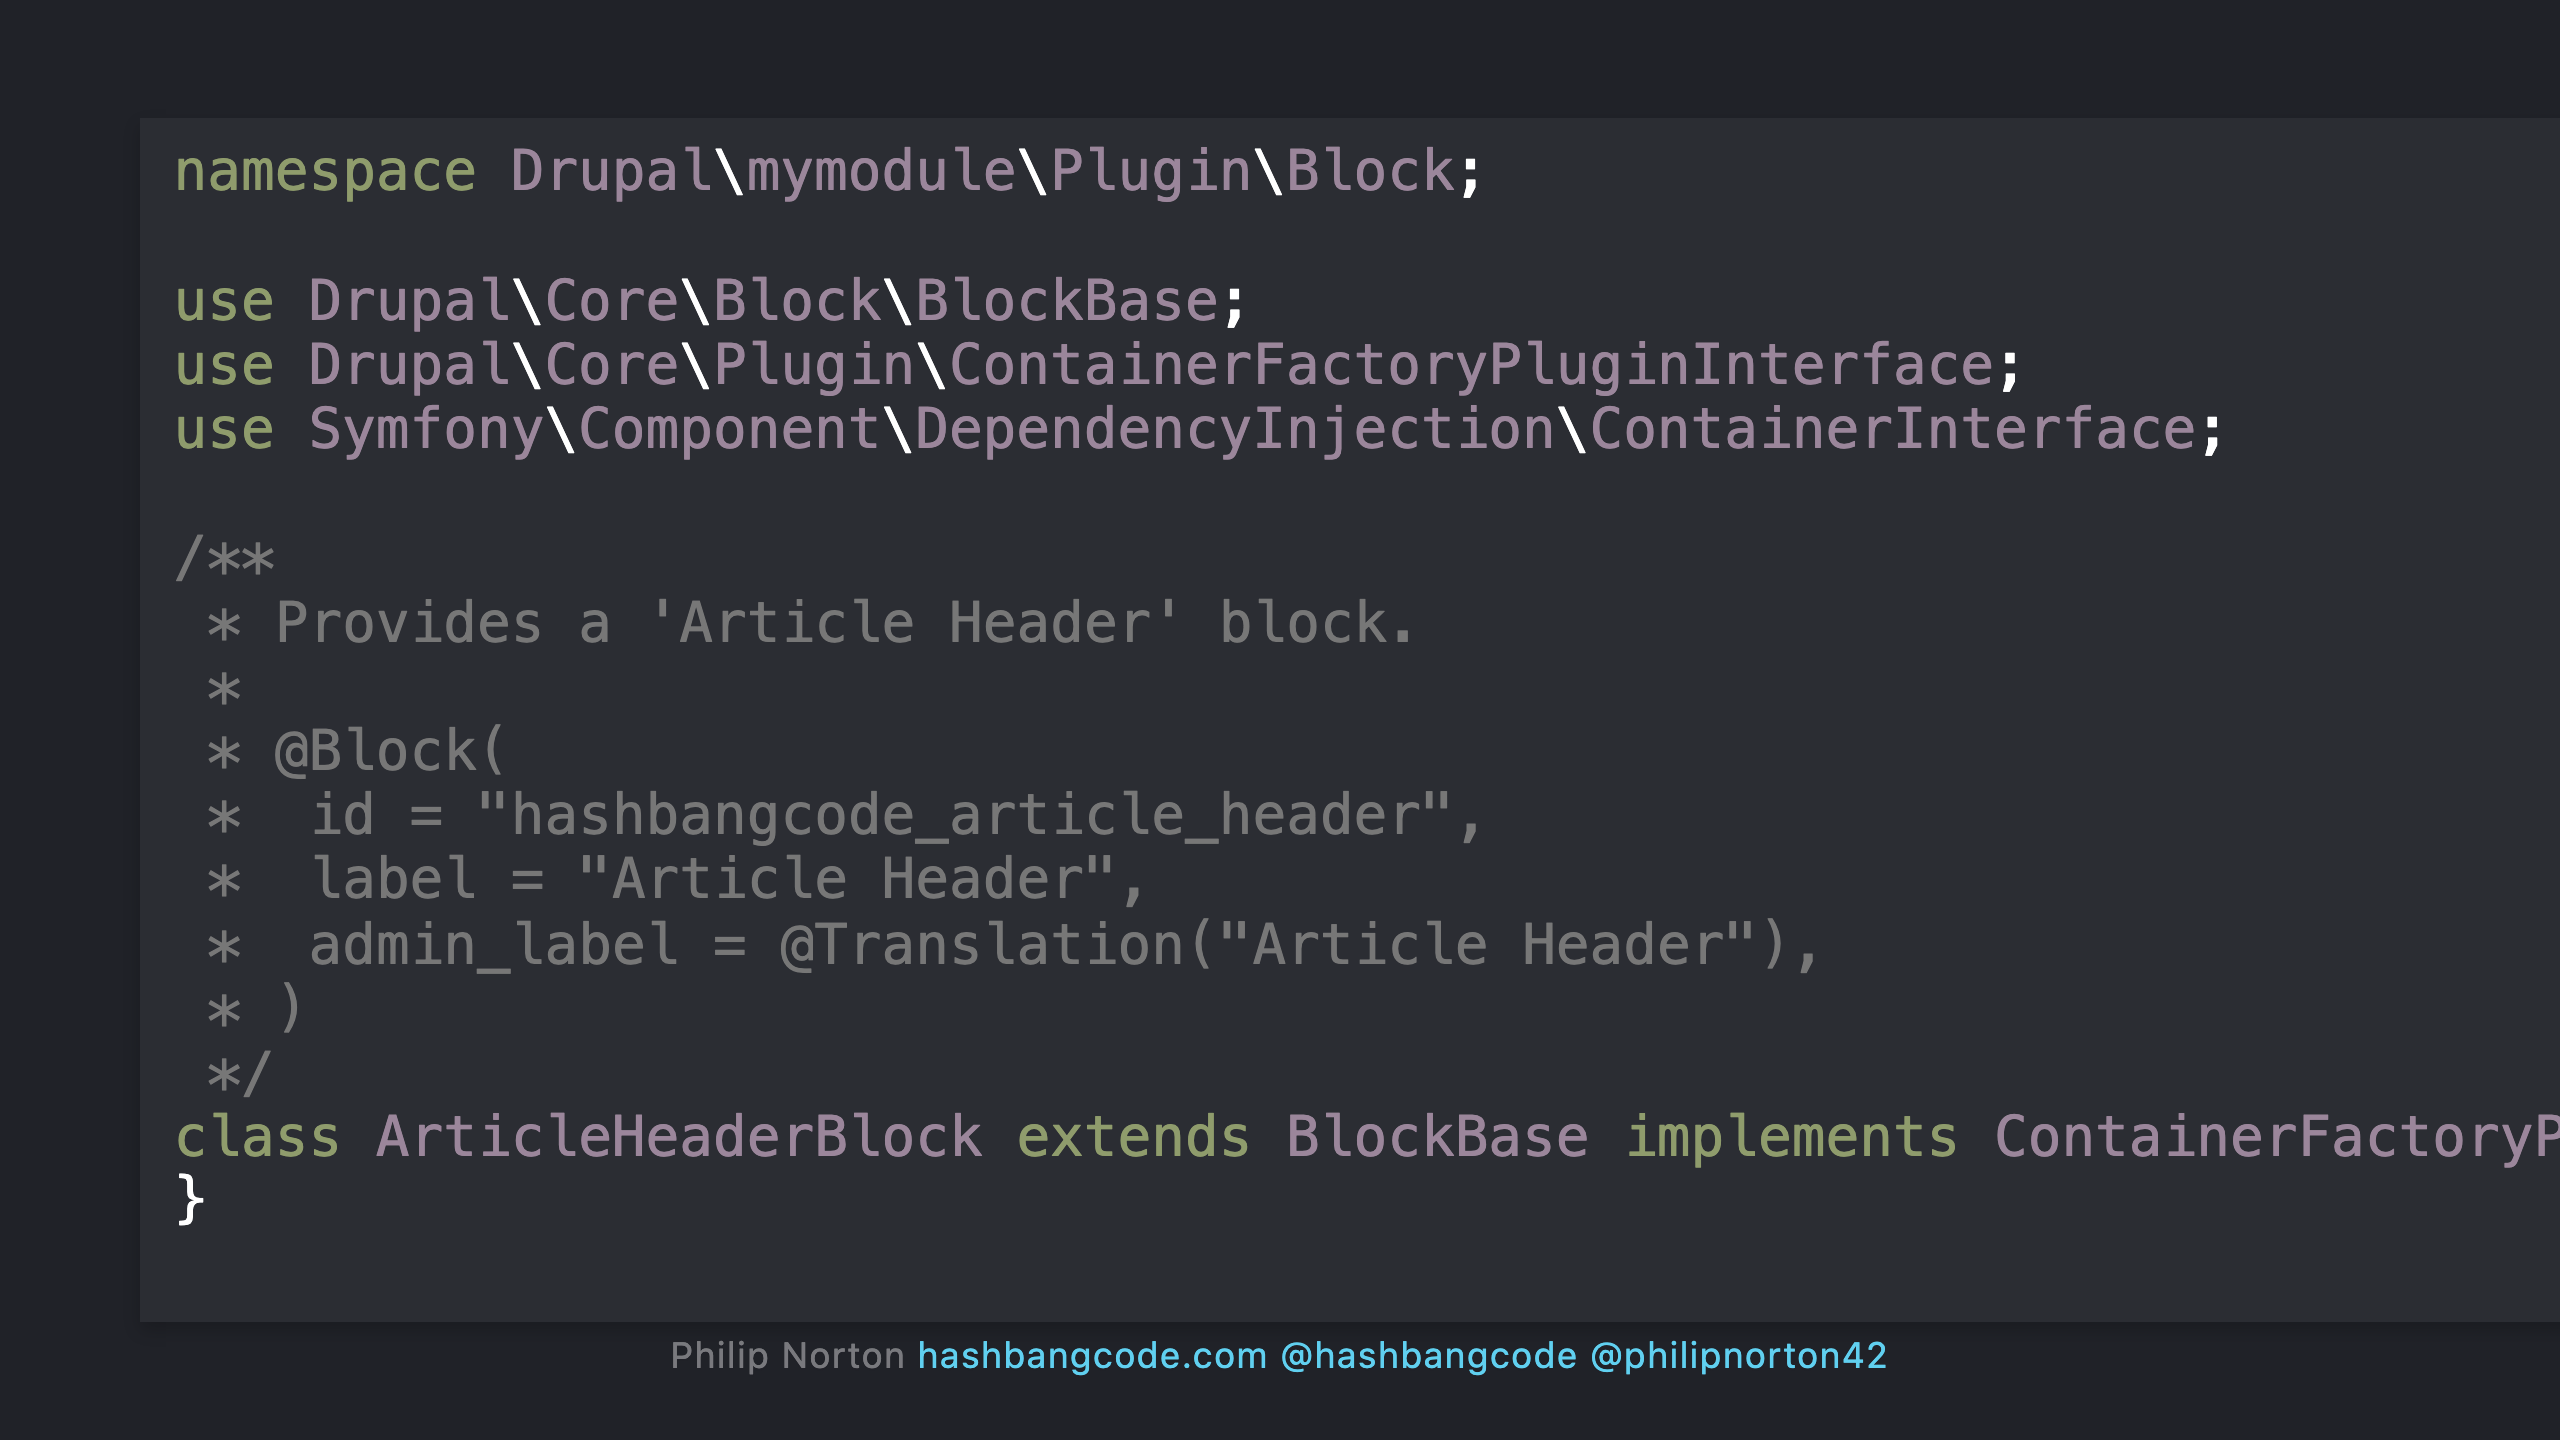 namespace Drupal\mymodule\Plugin\Block;
use Drupal\Core\Block\BlockBase;
use Drupal\Core\Plugin\ContainerFactoryPluginInterface;
use Symfony\Component\DependencyInjection\ContainerInterface;
/**
 * Provides a 'Article Header' block.
 *
 * @Block(
 *  id = "hashbangcode_article_header",
 *  label = "Article Header",
 *  admin_label = @Translation("Article Header"),
 * )
 */
class ArticleHeaderBlock extends BlockBase implements ContainerFactoryP
}
Philip Norton hashbangcode.com @hashbangcode @philipnorton42